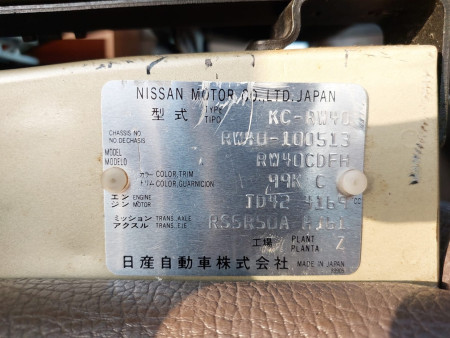 NISSAN MOTOR CO.,LTD.JAPAN
型式 TYPE TIPO KC-RW40
CHASSIS NO NO DECHASIS RW40-100513
MODEL MODELO RW40GDFH
カラー COLOR,TRIM トリム COLOR,GUARNICION 99K C
エンジン ENGINE MOTOR TD42 4169 CC
ミッション TRANS. AXLE アクスル TRANS. EJE RS5R50A
工場 PLANT PLANTA Z
日産自動車株式会社 MADE IN JAPAN